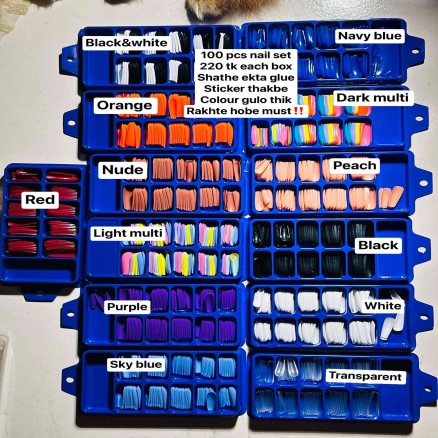 Black&white
Navy blue
100 pcs nail set
220 tk each box
Shathe ekta glue
Sticker thakbe
Colour gulo thik
Rakhte hobe must‼️
Orange
Dark multi
Nude
Peach
Red
Light multi
Black
Purple
White
Sky blue
Transparent